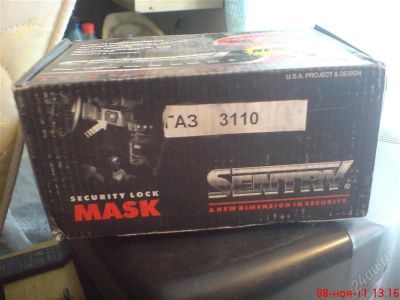 U.S.A. PROJECT & DESIGN
ГАЗ 3110
SECURITY LOCK
MASK
SENTRY®
A NEW DIMENSION IN SECURITY
08-ноя-11 13:16